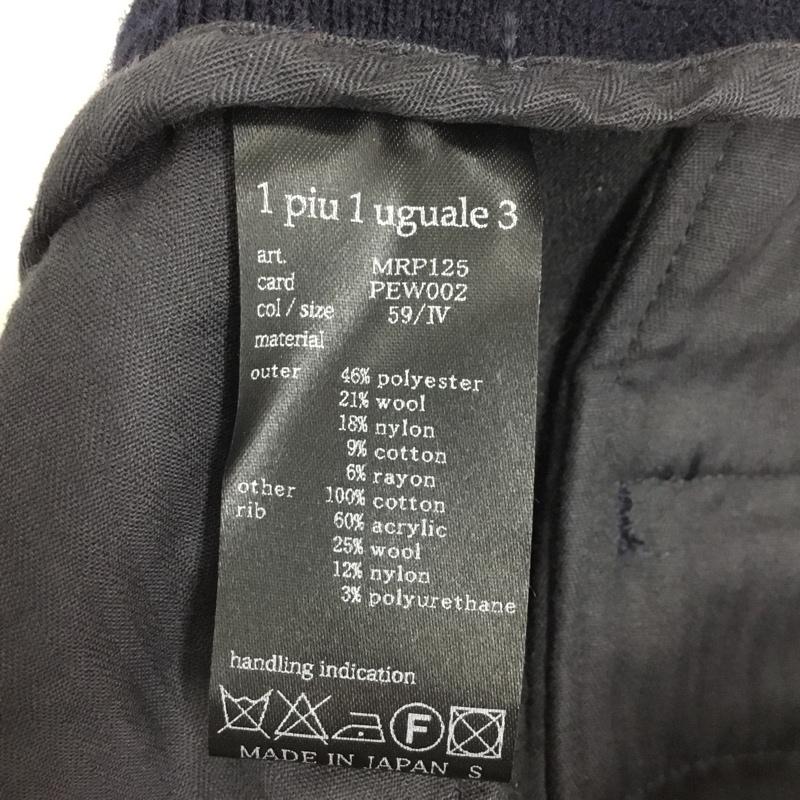 1 piu 1 uguale 3
art. MRP125
card PEW002
col / size 59/IV
material
outer 46% polyester
21% wool
18% nylon
9% cotton
6% rayon
other 100% cotton
rib 60% acrylic
25% wool
12% nylon
3% polyurethane
handling indication
F
MADE IN JAPAN S